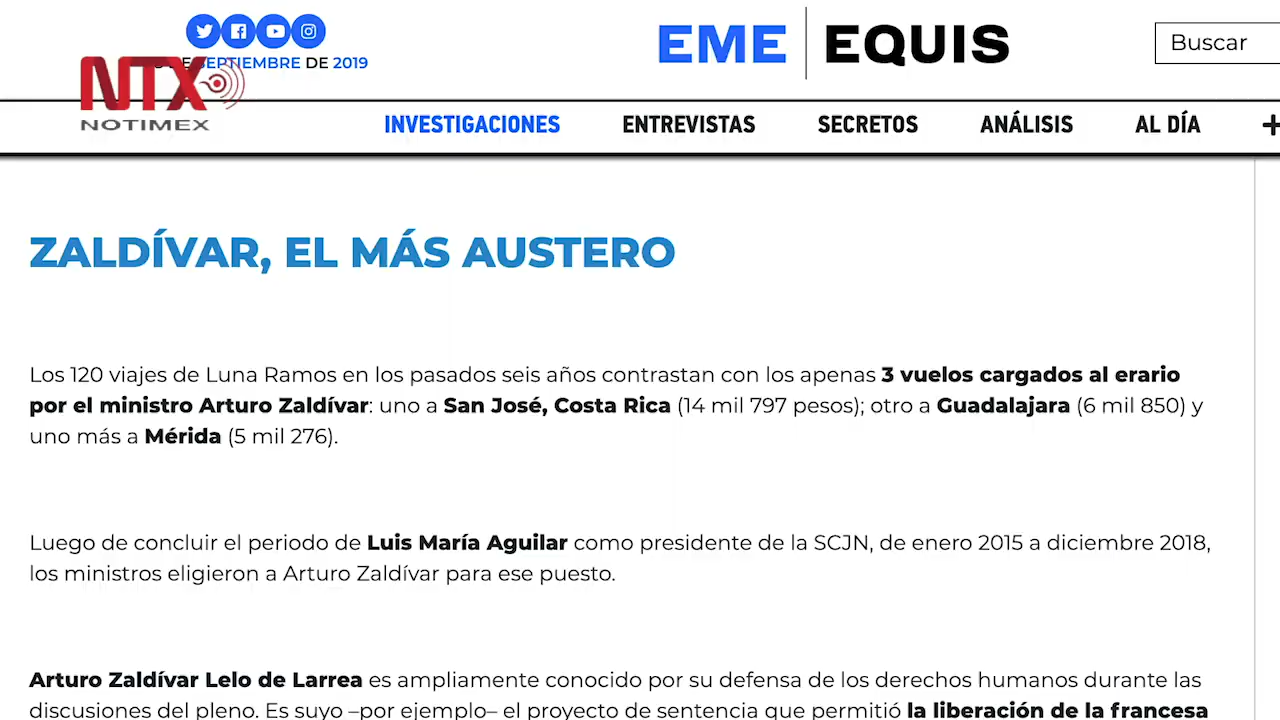 EME EQUIS
Buscar
SEPTIEMBRE DE 2019
NTX
NOTIMEX
INVESTIGACIONES ENTREVISTAS SECRETOS ANÁLISIS AL DÍA +
ZALDÍVAR, EL MÁS AUSTERO
Los 120 viajes de Luna Ramos en los pasados seis años contrastan con los apenas 3 vuelos cargados al erario
por el ministro Arturo Zaldívar: uno a San José, Costa Rica (14 mil 797 pesos); otro a Guadalajara (6 mil 850) y
uno más a Mérida (5 mil 276).
Luego de concluir el periodo de Luis María Aguilar como presidente de la SCJN, de enero 2015 a diciembre 2018,
los ministros eligieron a Arturo Zaldívar para ese puesto.
Arturo Zaldívar Lelo de Larrea es ampliamente conocido por su defensa de los derechos humanos durante las
discusiones del pleno. Es suyo –por ejemplo– el proyecto de sentencia que permitió la liberación de la francesa